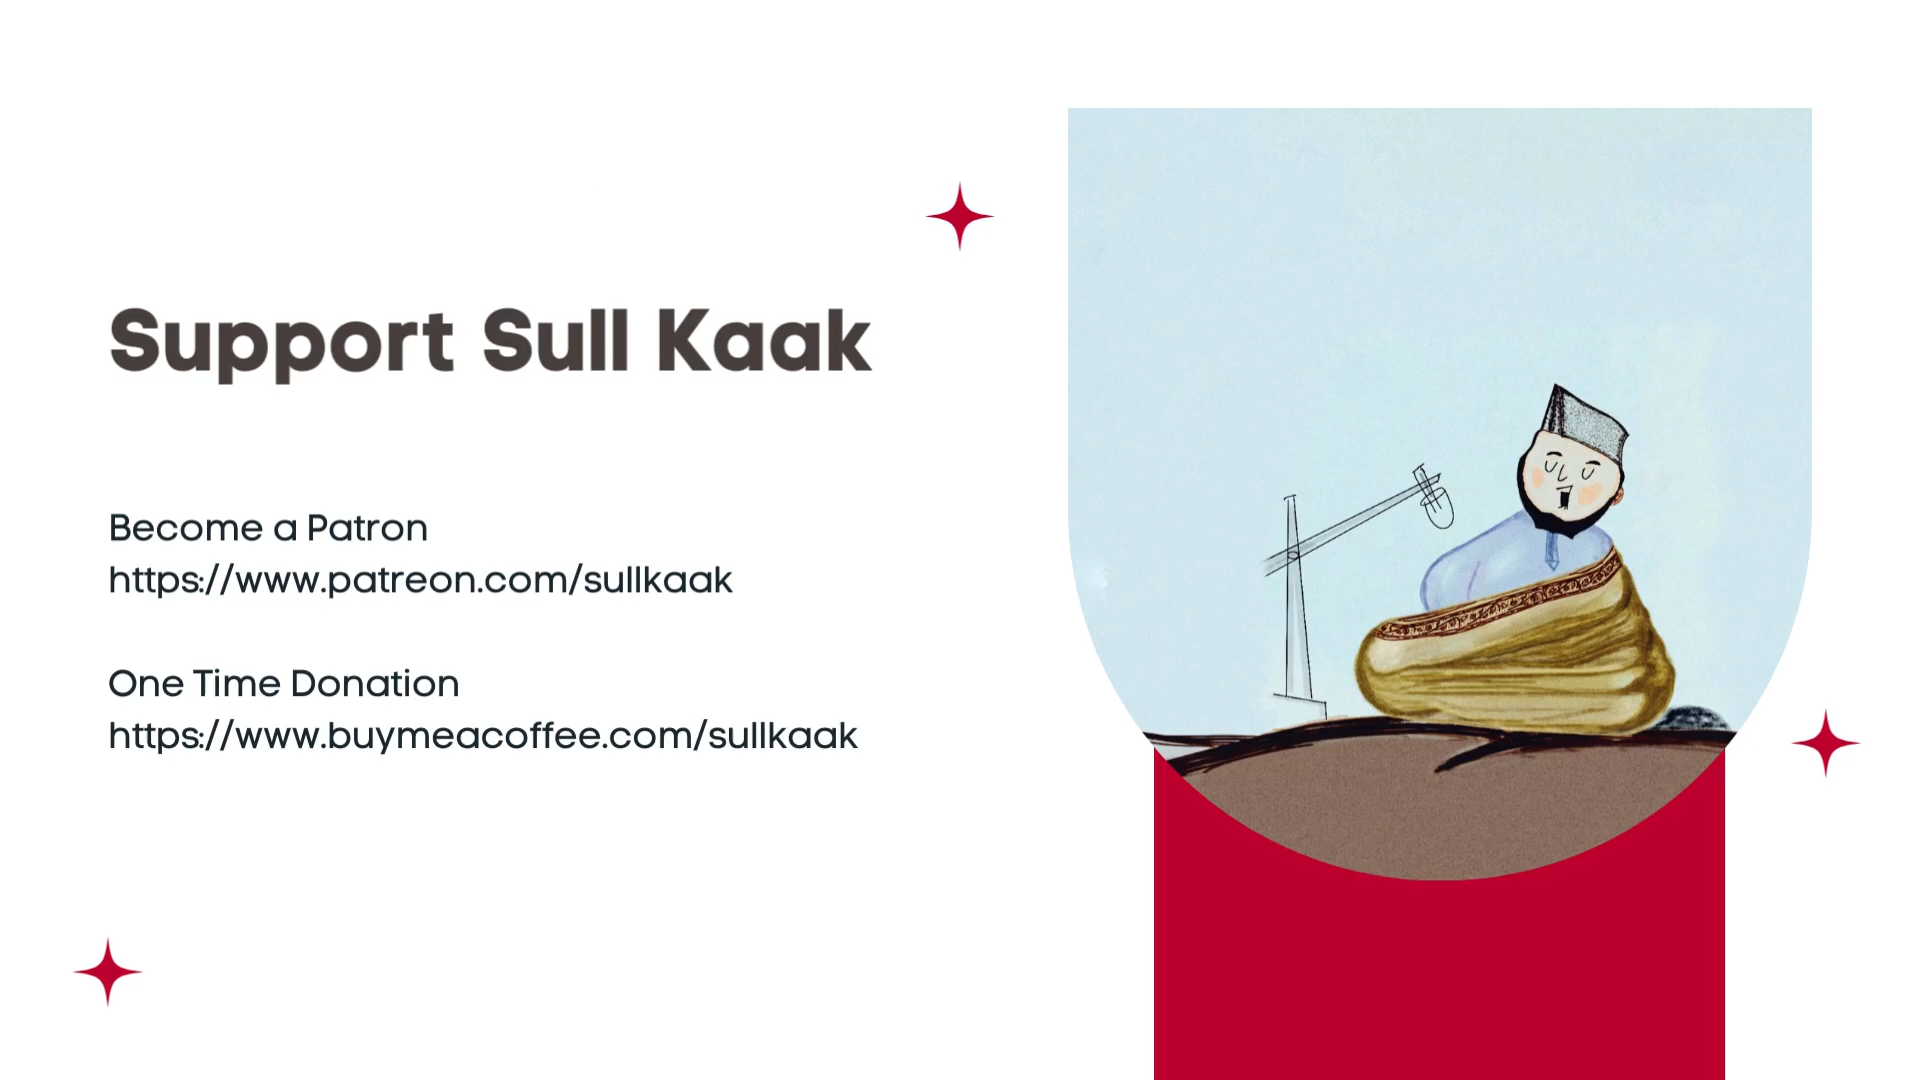 Support Sull Kaak
Become a Patron
https://www.patreon.com/sullkaak
One Time Donation
https://www.buymeacoffee.com/sullkaak